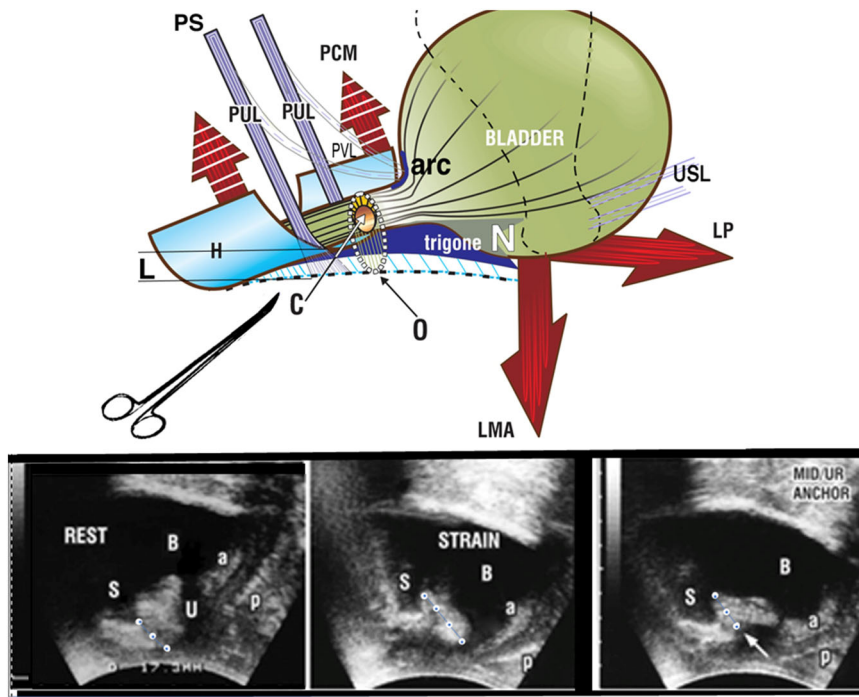 PS
PCM
PUL
PUL
PVL
arc
BLADDER
USL
H
trigone
N
LP
L
C
O
LMA
REST
B
a
S
U
p
17.3MM
STRAIN
S
B
a
p
MID/UR
ANCHOR
B
S
a
p